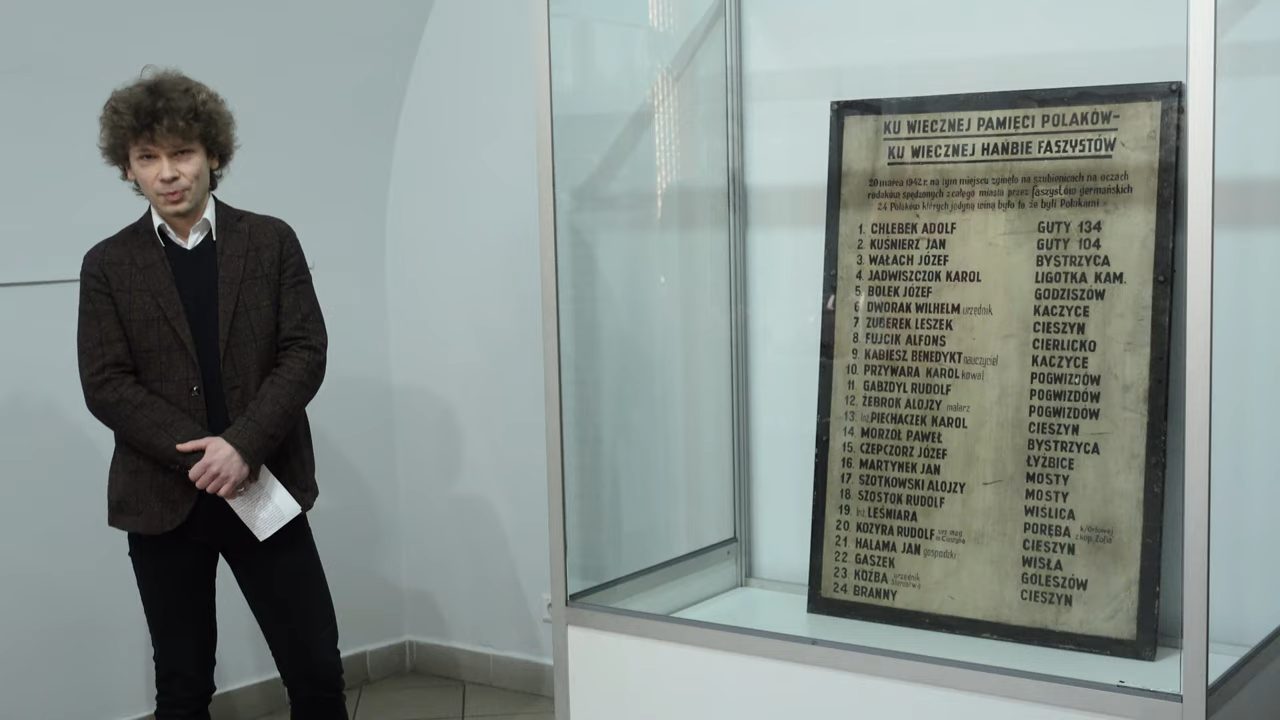 KU WIECZNEJ PAMIĘCI POLAKÓW-
KU WIECZNEJ HAŃBIE FASZYSTÓW
20 marca 1942 r. na tym miejscu zginęło na szubienicach na oczach
rodaków spędzonych z całego miasta przez faszystów germańskich
24 Polaków których jedyną winą było to że byli Polakami
1. CHLEBEK ADOLF GUTY 134
2. KUŚNIERZ JAN GUTY 104
3. WAŁACH JÓZEF BYSTRZYCA
4. JADWISZCZOK KAROL LIGOTKA KAM.
5. BOLEK JÓZEF GODZISZÓW
6. DWORAK WILHELM urzędnik KACZYCE
7. ZUBEREK LESZEK CIESZYN
8. FUJCIK ALFONS CIERLICKO
9. KABIESZ BENEDYKT nauczyciel KACZYCE
10. PRZYWARA KAROL kowal POGWIZDÓW
11. GABZDYL RUDOLF POGWIZDÓW
12. ŻEBROK ALOJZY malarz POGWIZDÓW
13. inż. PIECHACZEK KAROL CIESZYN
14. MORZOŁ PAWEŁ BYSTRZYCA
15. CZEPCZORZ JÓZEF ŁYŻBICE
16. MARTYNEK JAN MOSTY
17. SZOTKOWSKI ALOJZY MOSTY
18. SZOSTOK RUDOLF WIŚLICA
19. inż. LEŚNIARA PORĘBA k/Orłowej
20. KOŻYRA RUDOLF CIESZYN
21. HALAMA JAN gospodzki WISŁA
22. GASZEK GOLESZÓW
23. KOŹBA urzędnik CIESZYN
24. BRANNY